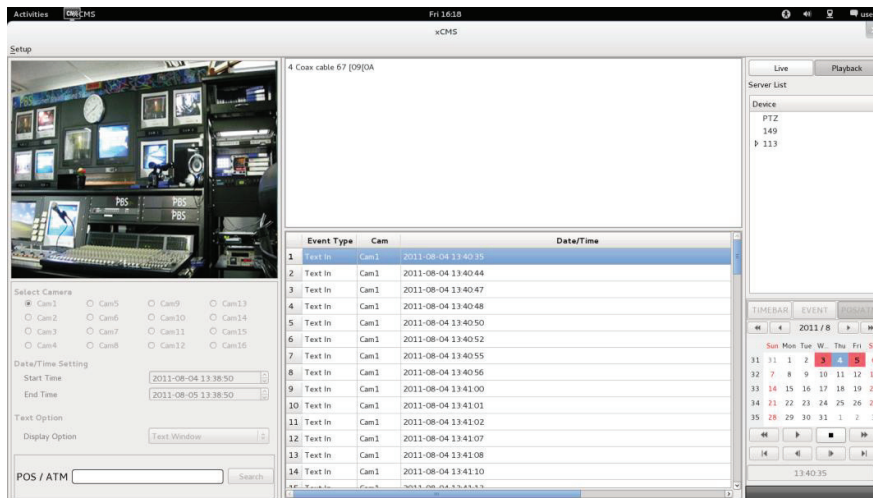 Activities xCMS Fri 16:18 use
xCMS
Setup
4 Coax cable 67 [09[0A
Live Playback
Server List
Device
PTZ
149
113
PBS PBS
PBS
Event Type Cam Date/Time
1 Text In Cam1 2011-08-04 13:40:35
2 Text In Cam1 2011-08-04 13:40:44
3 Text In Cam1 2011-08-04 13:40:47
4 Text In Cam1 2011-08-04 13:40:48
5 Text In Cam1 2011-08-04 13:40:50
6 Text In Cam1 2011-08-04 13:40:52
7 Text In Cam1 2011-08-04 13:40:55
8 Text In Cam1 2011-08-04 13:40:56
9 Text In Cam1 2011-08-04 13:41:00
10 Text In Cam1 2011-08-04 13:41:01
11 Text In Cam1 2011-08-04 13:41:02
12 Text In Cam1 2011-08-04 13:41:07
13 Text In Cam1 2011-08-04 13:41:08
14 Text In Cam1 2011-08-04 13:41:10
Select Camera
Cam1 Cam5 Cam9 Cam13
Cam2 Cam6 Cam10 Cam14
Cam3 Cam7 Cam11 Cam15
Cam4 Cam8 Cam12 Cam16
Date/Time Setting
Start Time 2011-08-04 13:38:50
End Time 2011-08-05 13:38:50
Text Option
Display Option Text Window
POS / ATM Search
TIMEBAR EVENT
2011 / 8
Sun Mon Tue W... Thu Fri
31 31 1 2 3 4 5
32 7 8 9 10 11 12
33 14 15 16 17 18 19
34 21 22 23 24 25 26
35 28 29 30 31 1 2
13:40:35